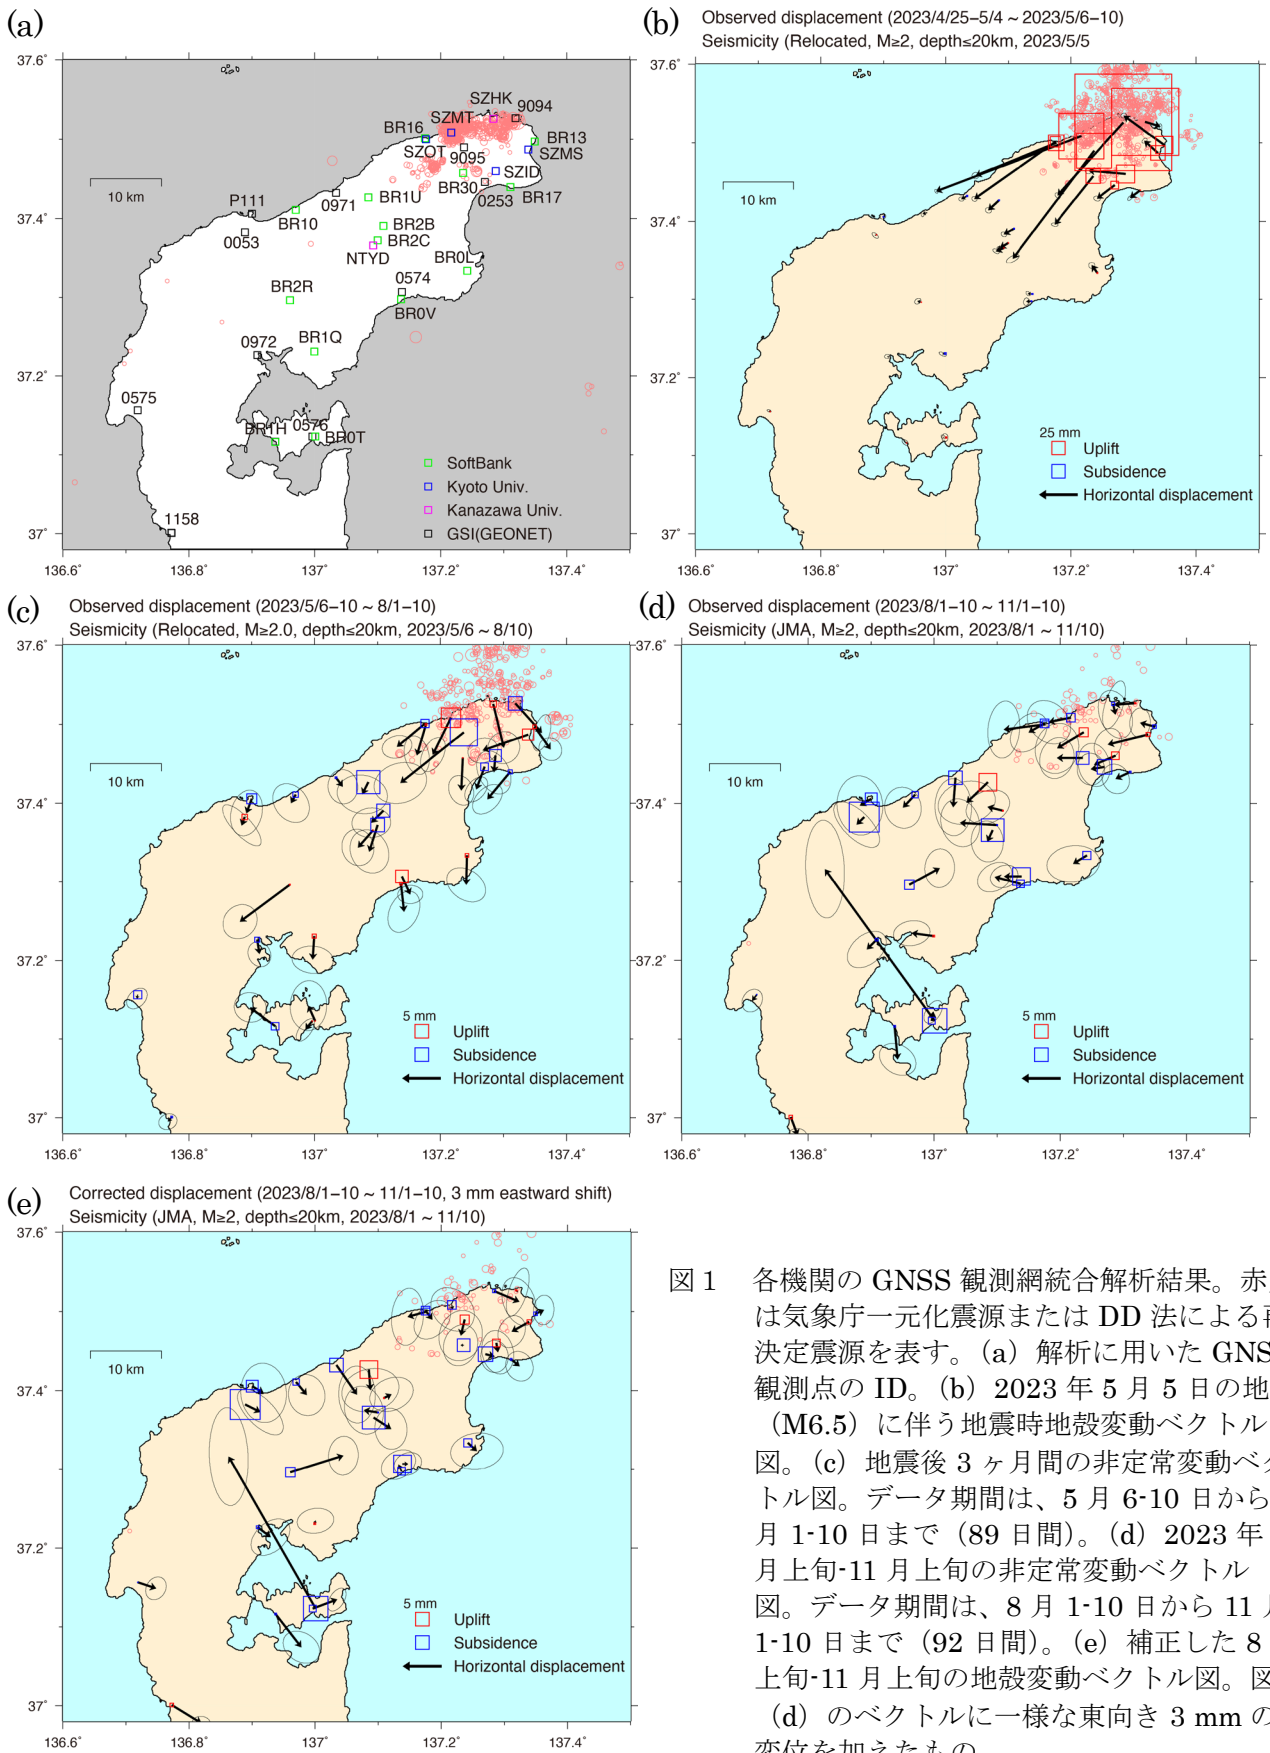 (a)
37.6°
37.4°
37.2°
37°
136.6°
136.8°
137°
137.2°
137.4°
10 km
SZHK
9094
SZMT
BR16
BR13
SZOT
9095
SZMS
SZID
BR30
0971
BR1U
0253
BR17
P111
BR10
0053
BR2B
BR2C
NTYD
BR0L
0574
BR2R
BR0V
0972
BR1Q
0575
BR1H
0576
BR0T
1158
SoftBank
Kyoto Univ.
Kanazawa Univ.
GSI(GEONET)
(b)
Observed displacement (2023/4/25−5/4 ~ 2023/5/6−10)
Seismicity (Relocated, M≥2, depth≤20km, 2023/5/5
37.6°
37.4°
37.2°
37°
136.6°
136.8°
137°
137.2°
137.4°
10 km
25 mm
Uplift
Subsidence
Horizontal displacement
(c)
Observed displacement (2023/5/6−10 ~ 8/1−10)
Seismicity (Relocated, M≥2.0, depth≤20km, 2023/5/6 ~ 8/10)
37.6°
37.4°
37.2°
37°
136.6°
136.8°
137°
137.2°
137.4°
10 km
5 mm
Uplift
Subsidence
Horizontal displacement
(d)
Observed displacement (2023/8/1−10 ~ 11/1−10)
Seismicity (JMA, M≥2, depth≤20km, 2023/8/1 ~ 11/10)
37.6°
37.4°
37.2°
37°
136.6°
136.8°
137°
137.2°
137.4°
10 km
5 mm
Uplift
Subsidence
Horizontal displacement
(e)
Corrected displacement (2023/8/1−10 ~ 11/1−10, 3 mm eastward shift)
Seismicity (JMA, M≥2, depth≤20km, 2023/8/1 ~ 11/10)
37.6°
37.4°
37.2°
37°
136.6°
136.8°
137°
137.2°
137.4°
10 km
5 mm
Uplift
Subsidence
Horizontal displacement
図1 各機関の GNSS 観測網統合解析結果。赤
は気象庁一元化震源または DD 法による再
決定震源を表す。(a) 解析に用いた GNS
観測点の ID。(b) 2023 年 5 月 5 日の地
(M6.5) に伴う地震時地殻変動ベクトル
図。(c) 地震後 3 ヶ月間の非定常変動ベク
トル図。データ期間は、5 月 6-10 日から
月 1-10 日まで (89 日間)。(d) 2023 年
月上旬-11 月上旬の非定常変動ベクトル
図。データ期間は、8 月 1-10 日から 11 月
1-10 日まで (92 日間)。(e) 補正した 8
上旬-11 月上旬の地殻変動ベクトル図。図
(d) のベクトルに一様な東向き 3 mm の
変位を加えたもの